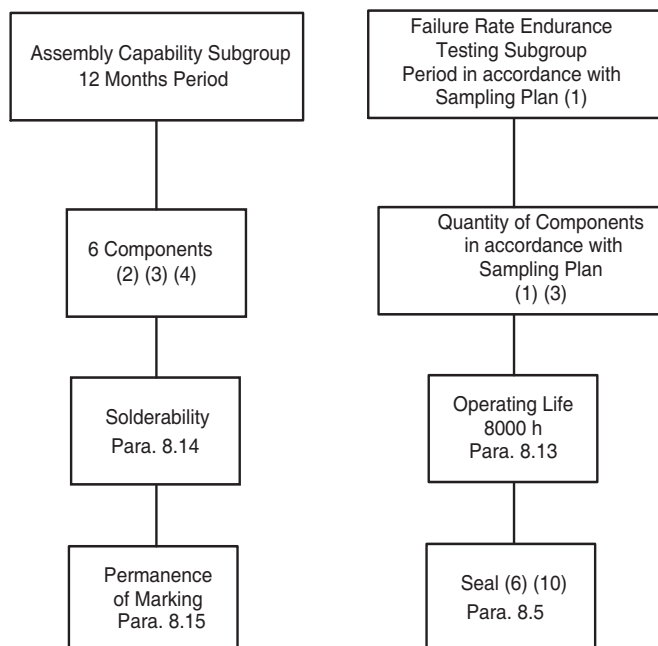 Assembly Capability Subgroup
12 Months Period
6 Components
(2) (3) (4)
Solderability
Para. 8.14
Permanence
of Marking
Para. 8.15
Failure Rate Endurance
Testing Subgroup
Period in accordance with
Sampling Plan (1)
Quantity of Components
in accordance with
Sampling Plan
(1) (3)
Operating Life
8000 h
Para. 8.13
Seal (6) (10)
Para. 8.5